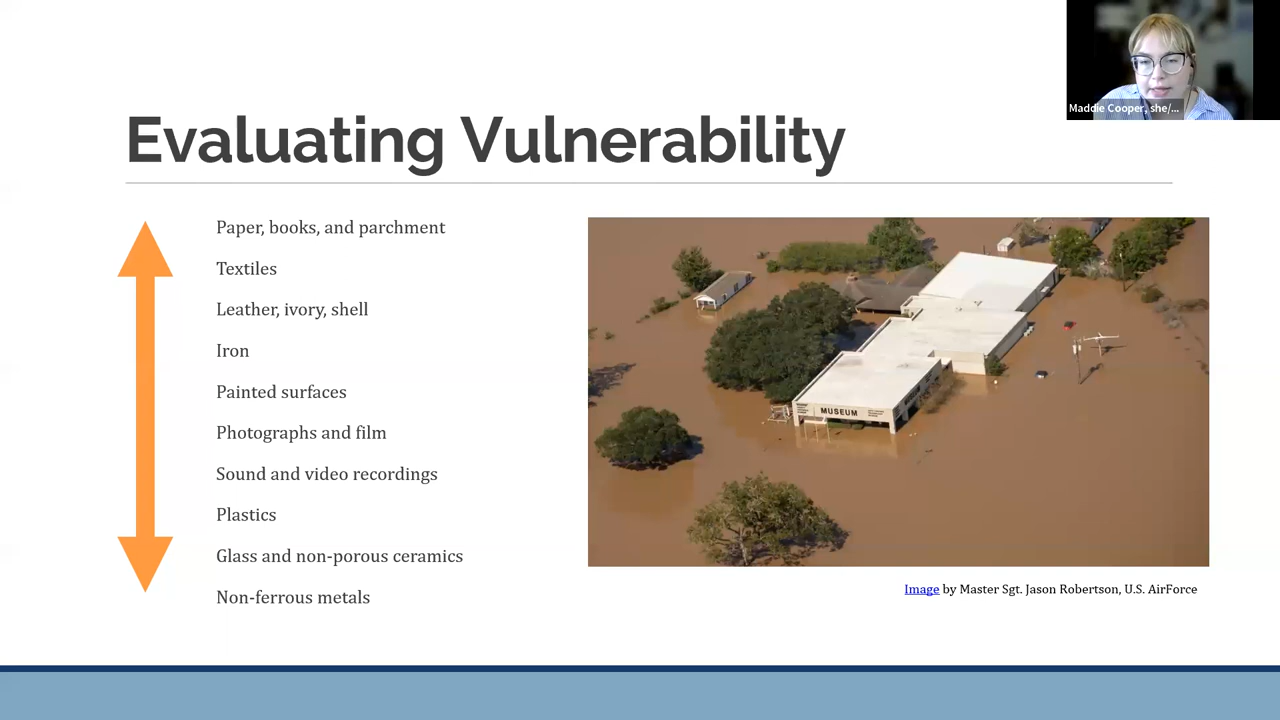 Maddie Cooper, she/...
Evaluating Vulnerability
Paper, books, and parchment
Textiles
Leather, ivory, shell
Iron
Painted surfaces
Photographs and film
Sound and video recordings
Plastics
Glass and non-porous ceramics
Non-ferrous metals
MUSEUM
Image by Master Sgt. Jason Robertson, U.S. AirForce